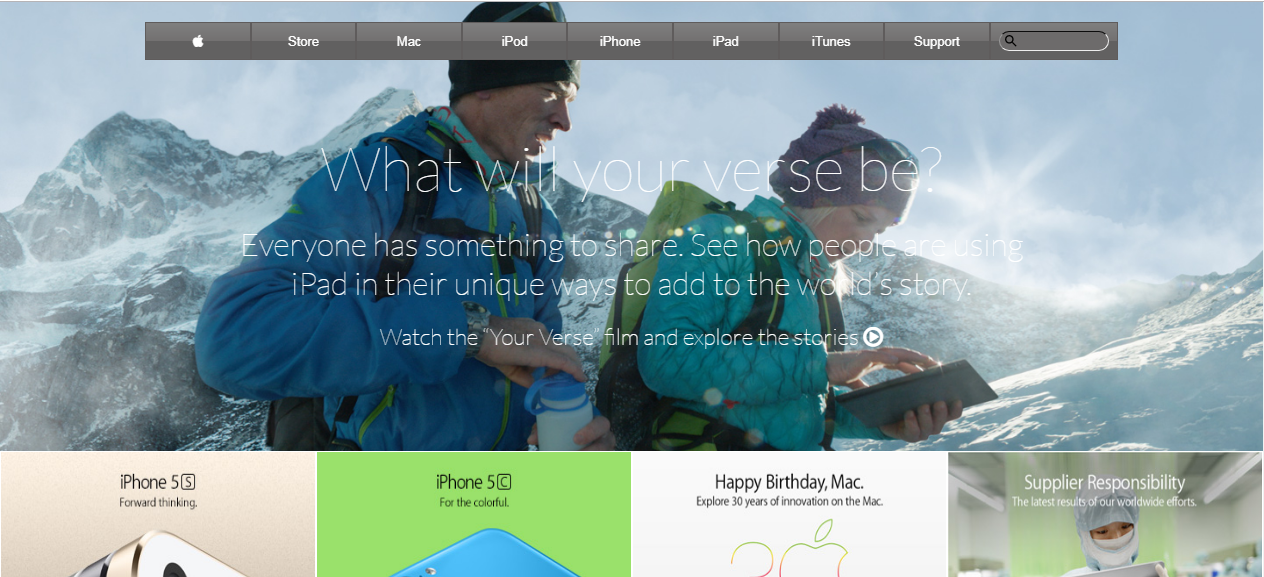 Store Mac iPod iPhone iPad iTunes Support
What will your verse be?
Everyone has something to share. See how people are using
iPad in their unique ways to add to the world's story.
Watch the “Your Verse” film and explore the stories
iPhone 5S
Forward thinking.
iPhone 5C
For the colorful.
Happy Birthday, Mac.
Explore 30 years of innovation on the Mac.
30
Supplier Responsibility
The latest results of our worldwide efforts.